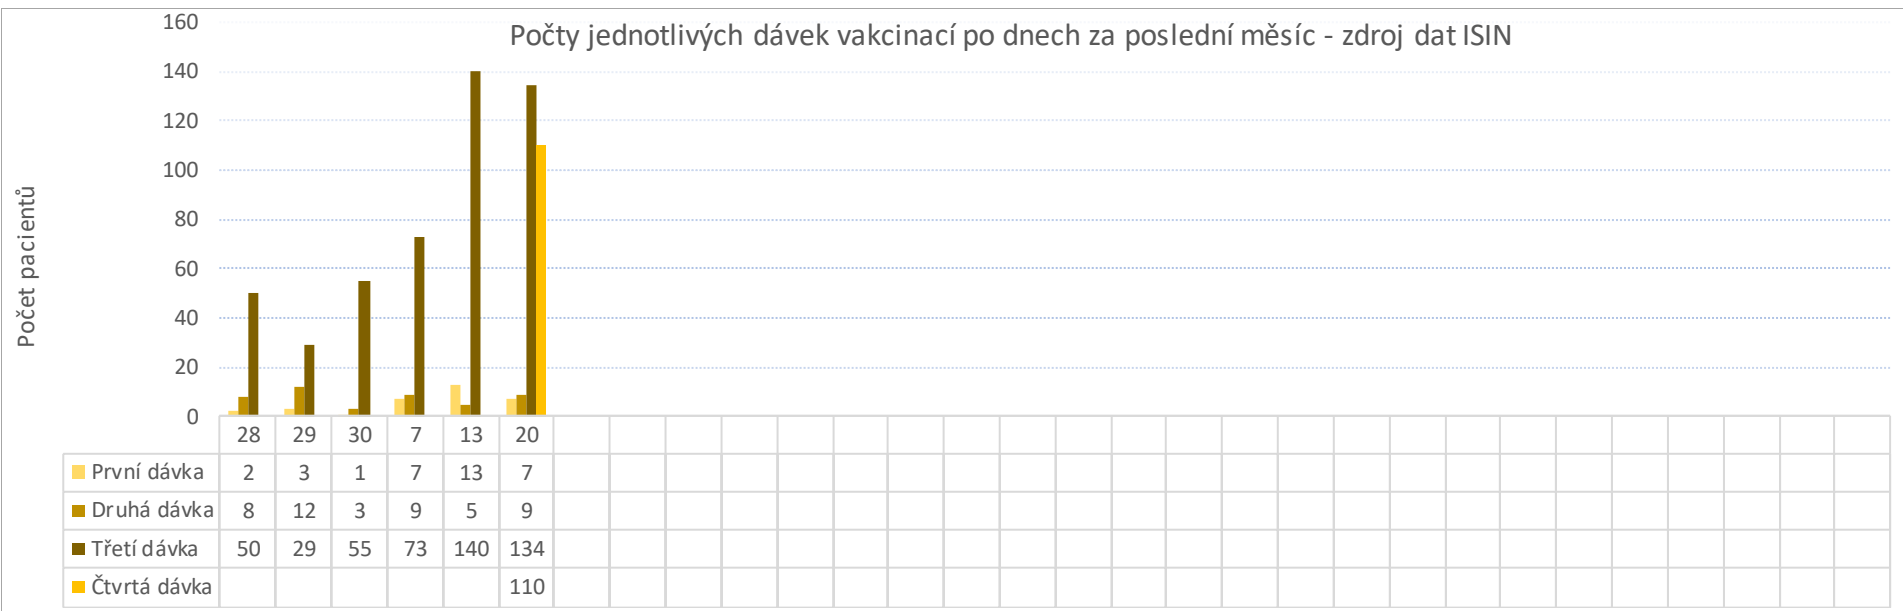 Počty jednotlivých dávek vakcinací po dnech za poslední měsíc - zdroj dat ISIN
Počet pacientů
160
140
120
100
80
60
40
20
0
28 29 30 7 13 20
První dávka 2 3 1 7 13 7
Druhá dávka 8 12 3 9 5 9
Třetí dávka 50 29 55 73 140 134
Čtvrtá dávka 110